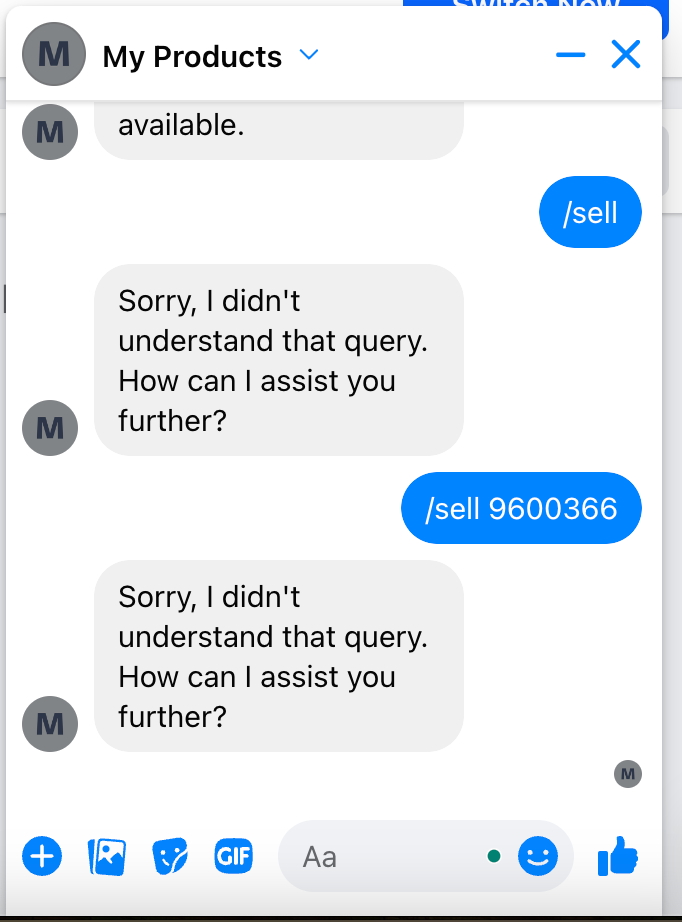 Switch Now
M My Products
available.
M
/sell
Sorry, I didn't
understand that query.
How can I assist you
further?
M
/sell 9600366
Sorry, I didn't
understand that query.
How can I assist you
further?
M
M
GIF
Aa